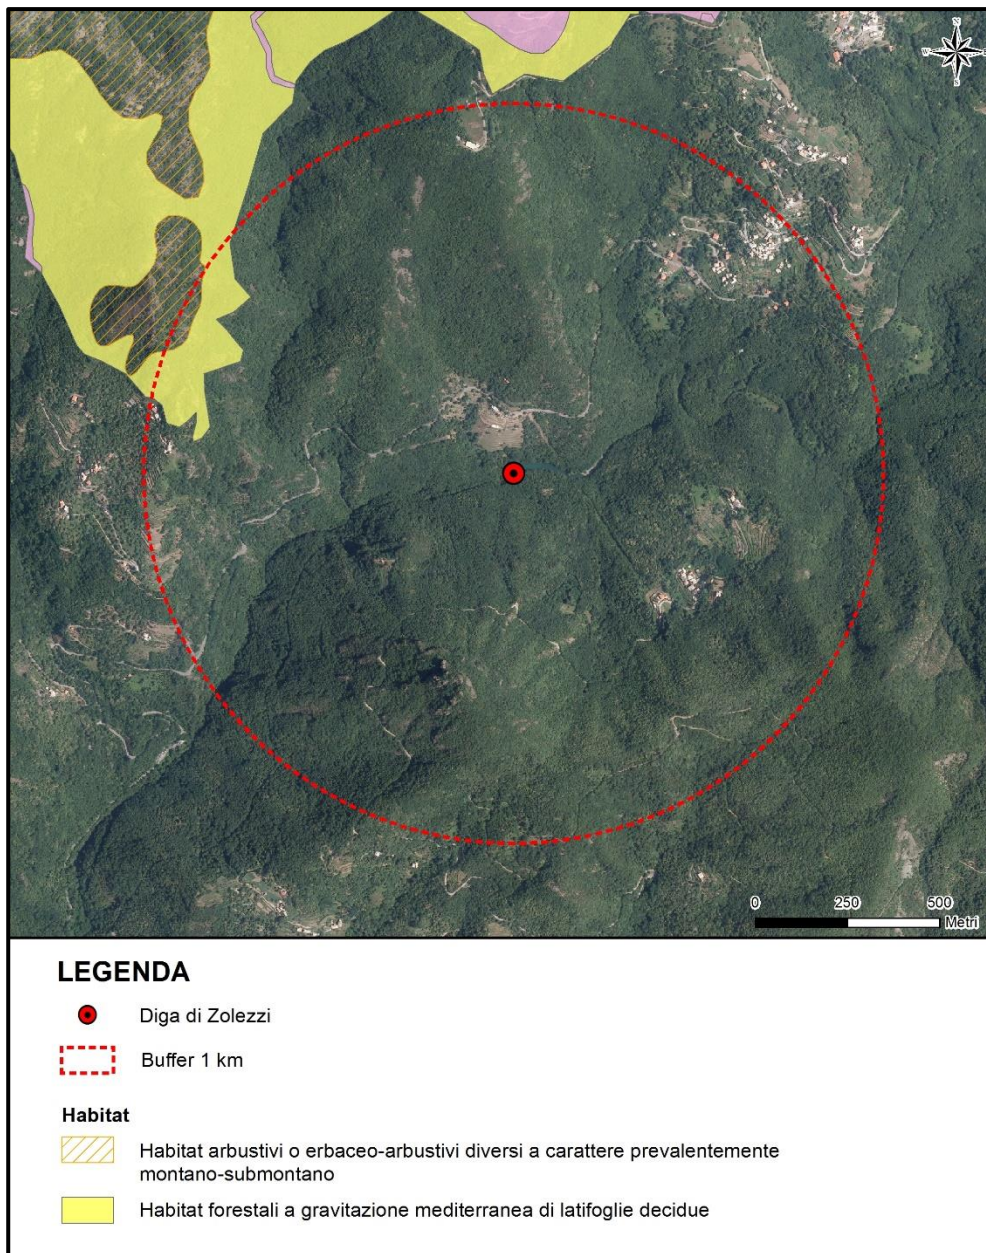 N
W
E
S
0 250 500
Metri
LEGENDA
Diga di Zolezzi
Buffer 1 km
Habitat
Habitat arbustivi o erbaceo-arbustivi diversi a carattere prevalentemente
montano-submontano
Habitat forestali a gravitazione mediterranea di latifoglie decidue